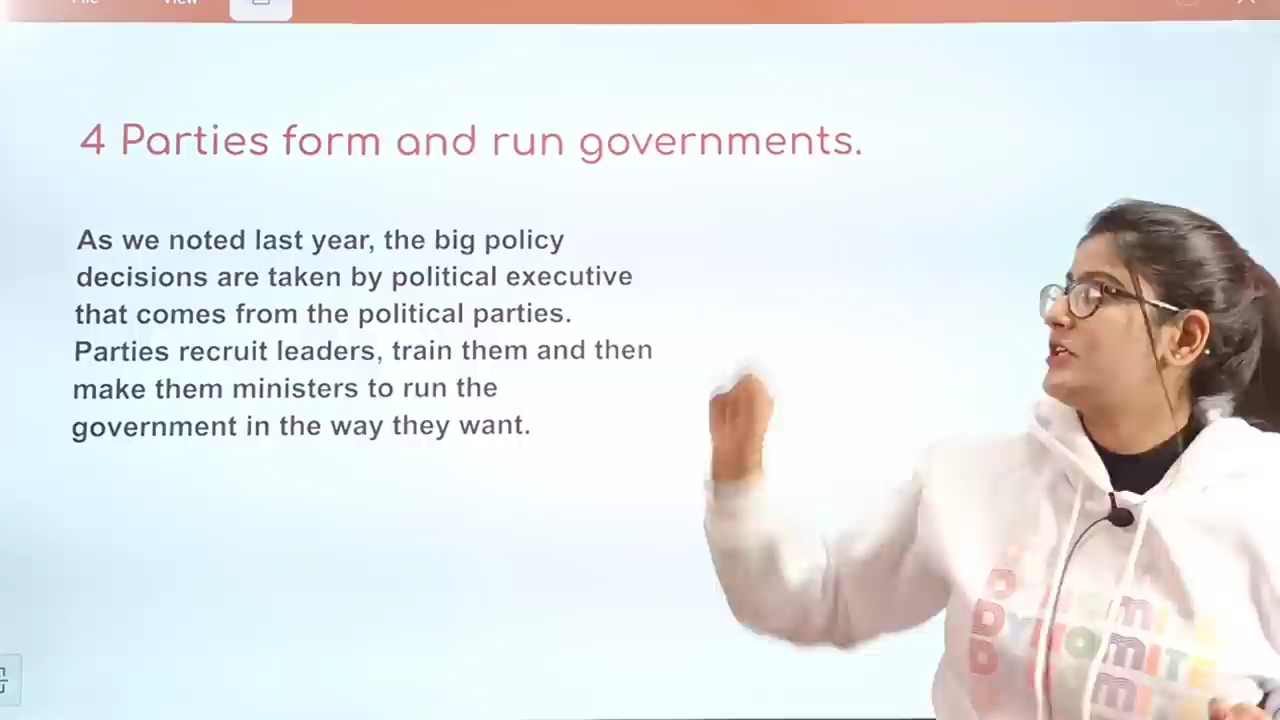 View
4 Parties form and run governments.
As we noted last year, the big policy
decisions are taken by political executive
that comes from the political parties.
Parties recruit leaders, train them and then
make them ministers to run the
government in the way they want.
DYNOMITE